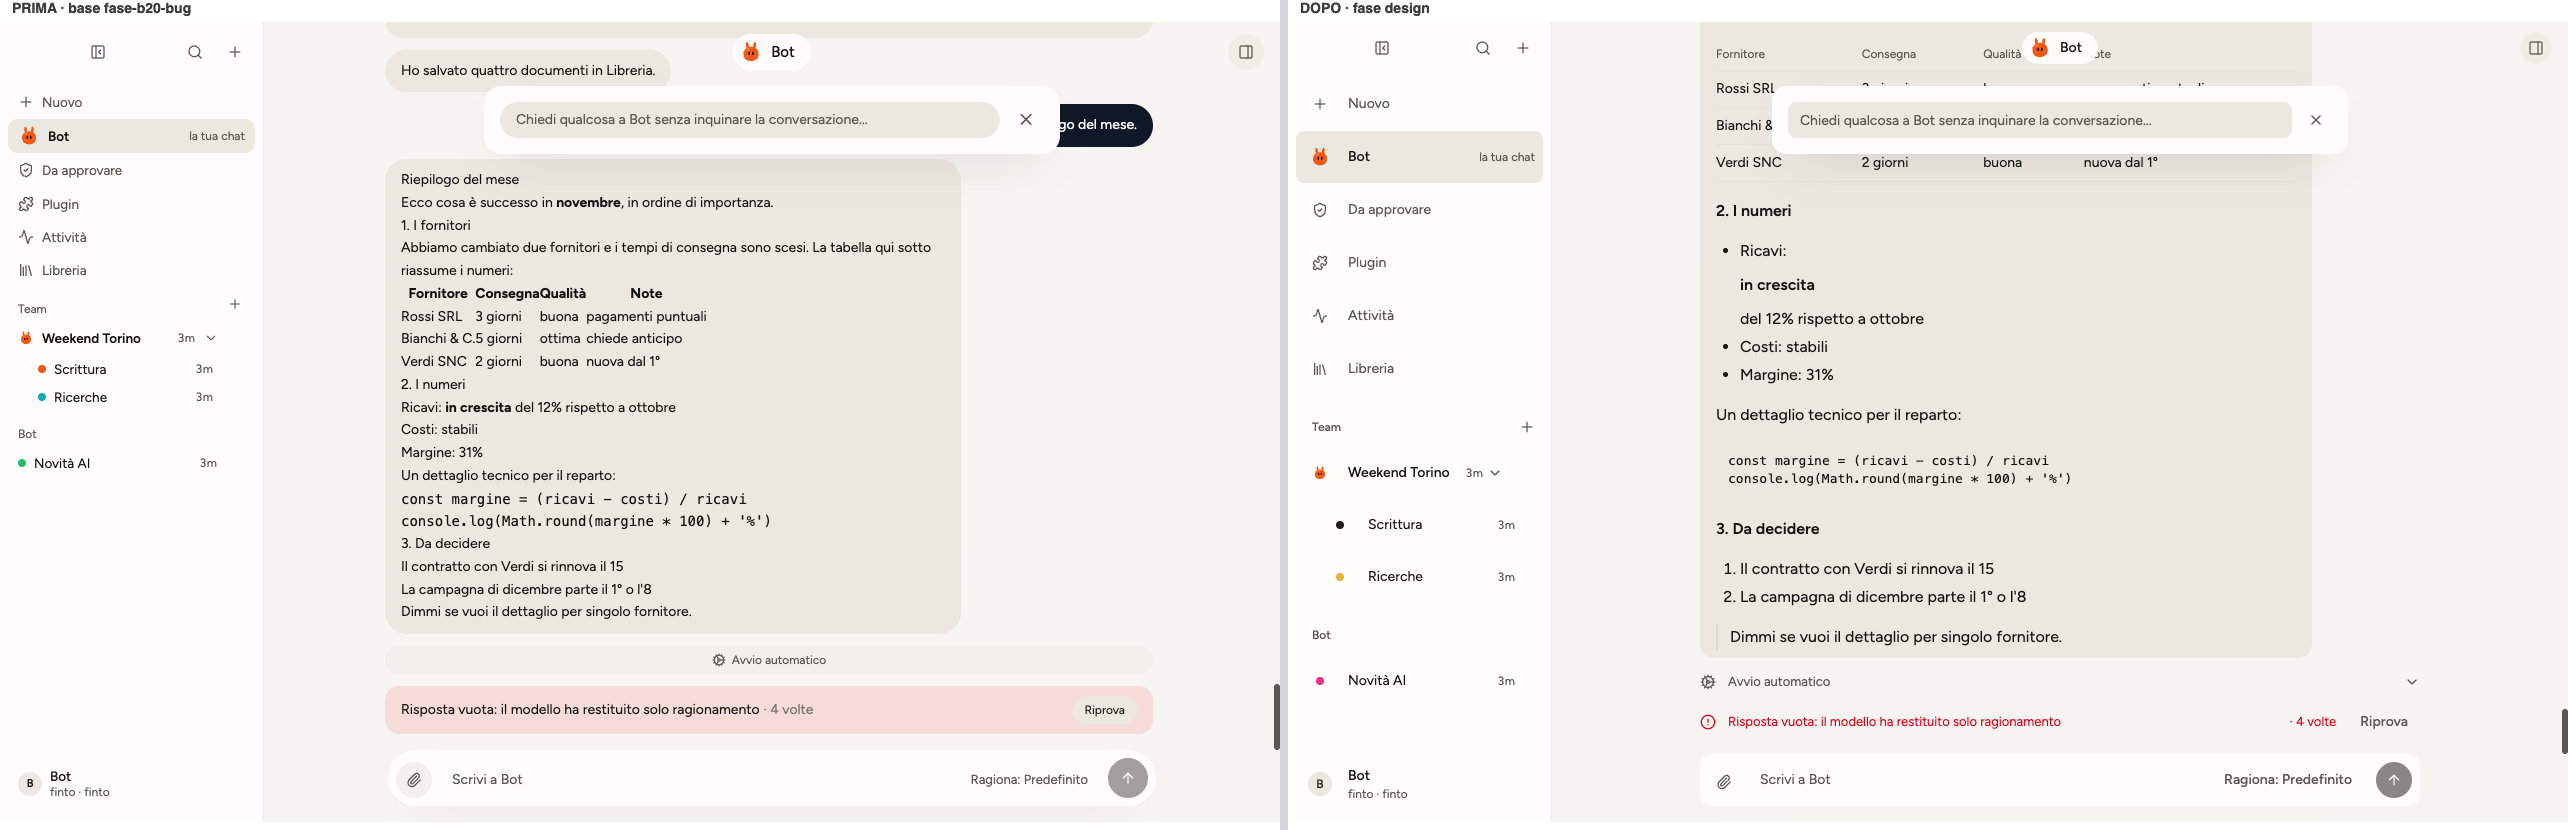 PRIMA · base fase-b20-bug
Bot
Nuovo
Bot la tua chat
Da approvare
Plugin
Attività
Libreria
Team
Weekend Torino 3m
Scrittura 3m
Ricerche 3m
Bot
Novità AI 3m
B
Bot
finto · finto
Ho salvato quattro documenti in Libreria.
Chiedi qualcosa a Bot senza inquinare la conversazione...
go del mese.
Riepilogo del mese
Ecco cosa è successo in novembre, in ordine di importanza.
1. I fornitori
Abbiamo cambiato due fornitori e i tempi di consegna sono scesi. La tabella qui sotto
riassume i numeri:
Fornitore Consegna Qualità Note
Rossi SRL 3 giorni buona pagamenti puntuali
Bianchi & C. 5 giorni ottima chiede anticipo
Verdi SNC 2 giorni buona nuova dal 1°
2. I numeri
Ricavi: in crescita del 12% rispetto a ottobre
Costi: stabili
Margine: 31%
Un dettaglio tecnico per il reparto:
const margine = (ricavi − costi) / ricavi
console.log(Math.round(margine * 100) + '%')
3. Da decidere
Il contratto con Verdi si rinnova il 15
La campagna di dicembre parte il 1° o l'8
Dimmi se vuoi il dettaglio per singolo fornitore.
Avvio automatico
Risposta vuota: il modello ha restituito solo ragionamento · 4 volte Riprova
Scrivi a Bot Ragiona: Predefinito
DOPO · fase design
Nuovo
Bot la tua chat
Da approvare
Plugin
Attività
Libreria
Team
Weekend Torino 3m
Scrittura 3m
Ricerche 3m
Bot
Novità AI 3m
B
Bot
finto · finto
Bot
Fornitore Consegna Qualità ote
Rossi SRL
Chiedi qualcosa a Bot senza inquinare la conversazione...
Bianchi &
Verdi SNC 2 giorni buona nuova dal 1°
2. I numeri
• Ricavi:
in crescita
del 12% rispetto a ottobre
• Costi: stabili
• Margine: 31%
Un dettaglio tecnico per il reparto:
const margine = (ricavi − costi) / ricavi
console.log(Math.round(margine * 100) + '%')
3. Da decidere
1. Il contratto con Verdi si rinnova il 15
2. La campagna di dicembre parte il 1° o l'8
Dimmi se vuoi il dettaglio per singolo fornitore.
Avvio automatico
Risposta vuota: il modello ha restituito solo ragionamento · 4 volte Riprova
Scrivi a Bot Ragiona: Predefinito